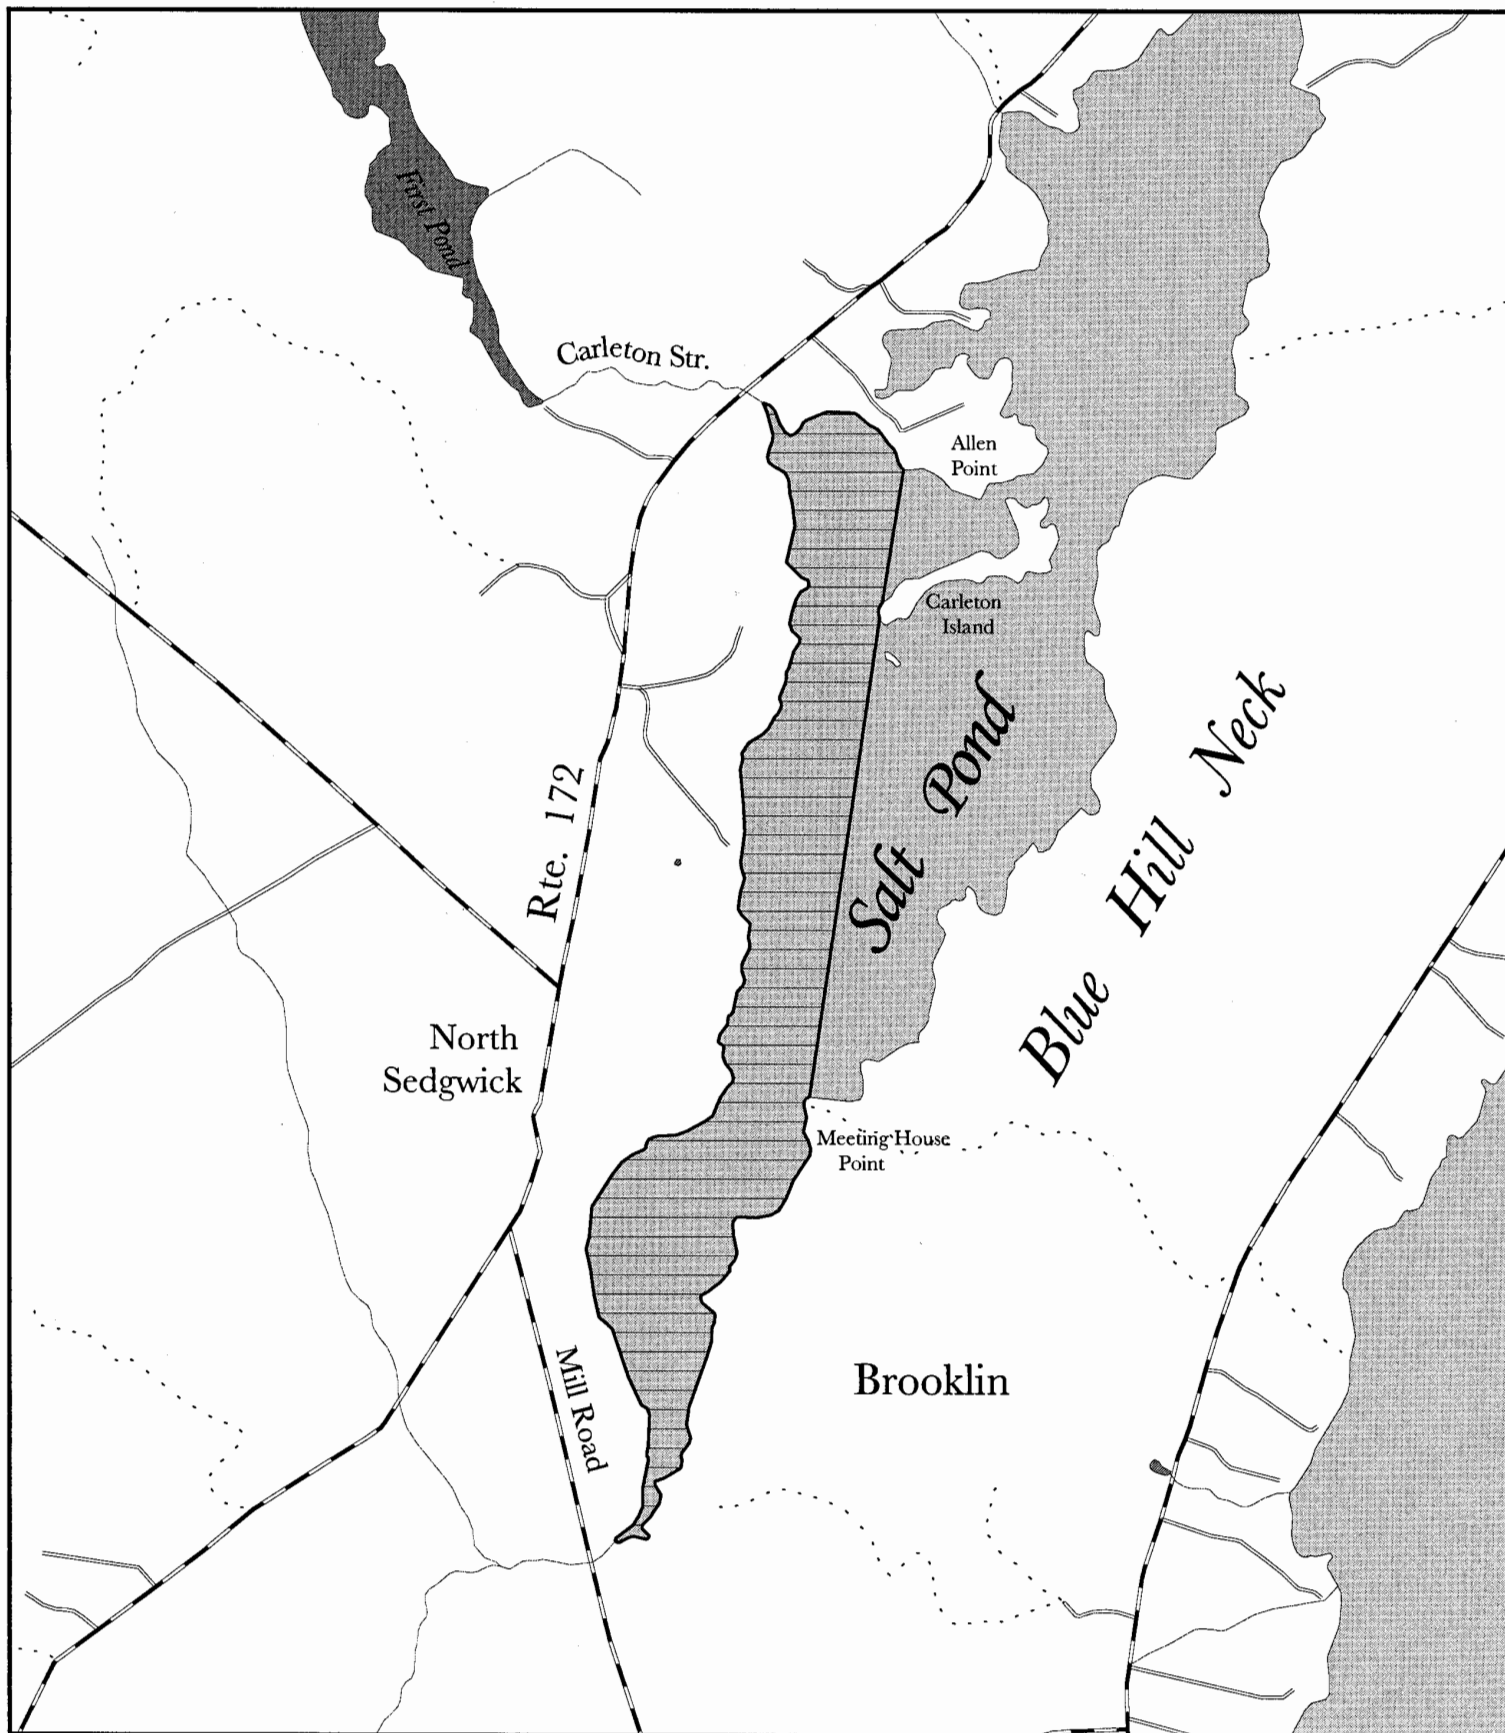 First Pond
Carleton Str.
Allen
Point
Carleton
Island
Salt Pond
Blue Hill Neck
Rte. 172
North
Sedgwick
Meeting House
Point
Mill Road
Brooklin